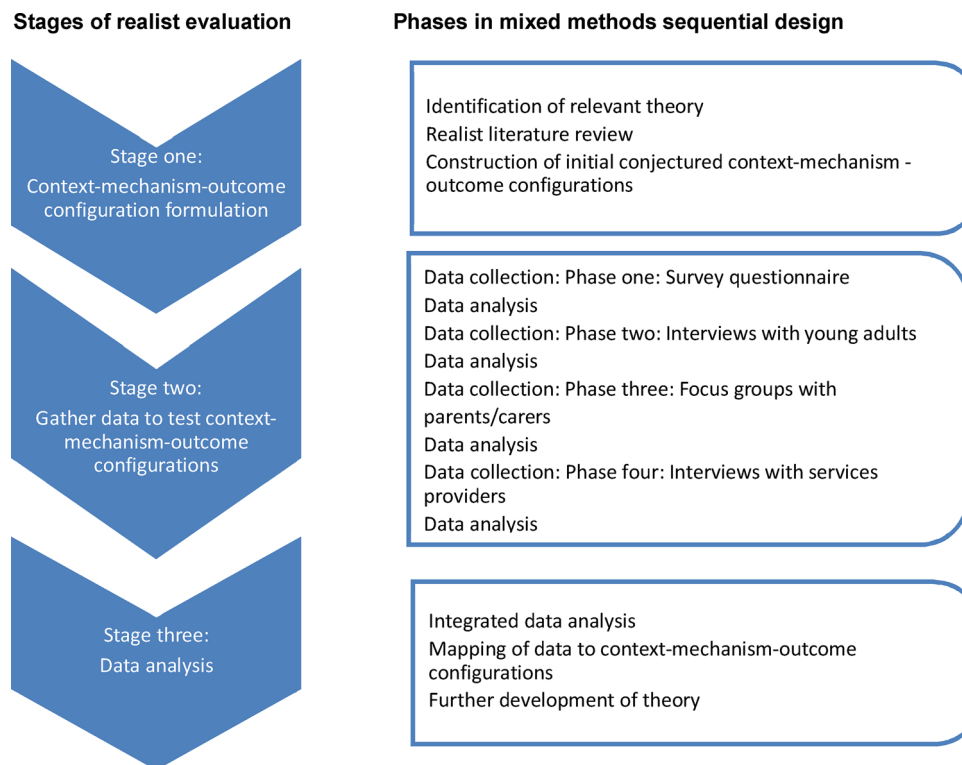 Stages of realist evaluation
Phases in mixed methods sequential design
Stage one:
Context-mechanism-outcome
configuration formulation
Identification of relevant theory
Realist literature review
Construction of initial conjectured context-mechanism -
outcome configurations
Stage two:
Gather data to test context-
mechanism-outcome
configurations
Data collection: Phase one: Survey questionnaire
Data analysis
Data collection: Phase two: Interviews with young adults
Data analysis
Data collection: Phase three: Focus groups with
parents/carers
Data analysis
Data collection: Phase four: Interviews with services
providers
Data analysis
Stage three:
Data analysis
Integrated data analysis
Mapping of data to context-mechanism-outcome
configurations
Further development of theory